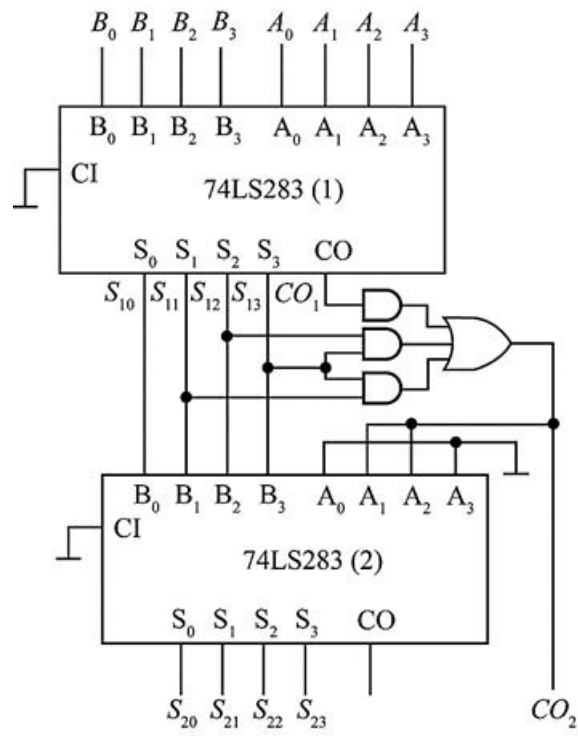 B₀ B₁ B₂ B₃ A₀ A₁ A₂ A₃
B₀ B₁ B₂ B₃ A₀ A₁ A₂ A₃
CI
74LS283 (1)
S₀ S₁ S₂ S₃ CO
S₁₀ S₁₁ S₁₂ S₁₃ CO₁
B₀ B₁ B₂ B₃ A₀ A₁ A₂ A₃
CI
74LS283 (2)
S₀ S₁ S₂ S₃ CO
S₂₀ S₂₁ S₂₂ S₂₃ CO₂